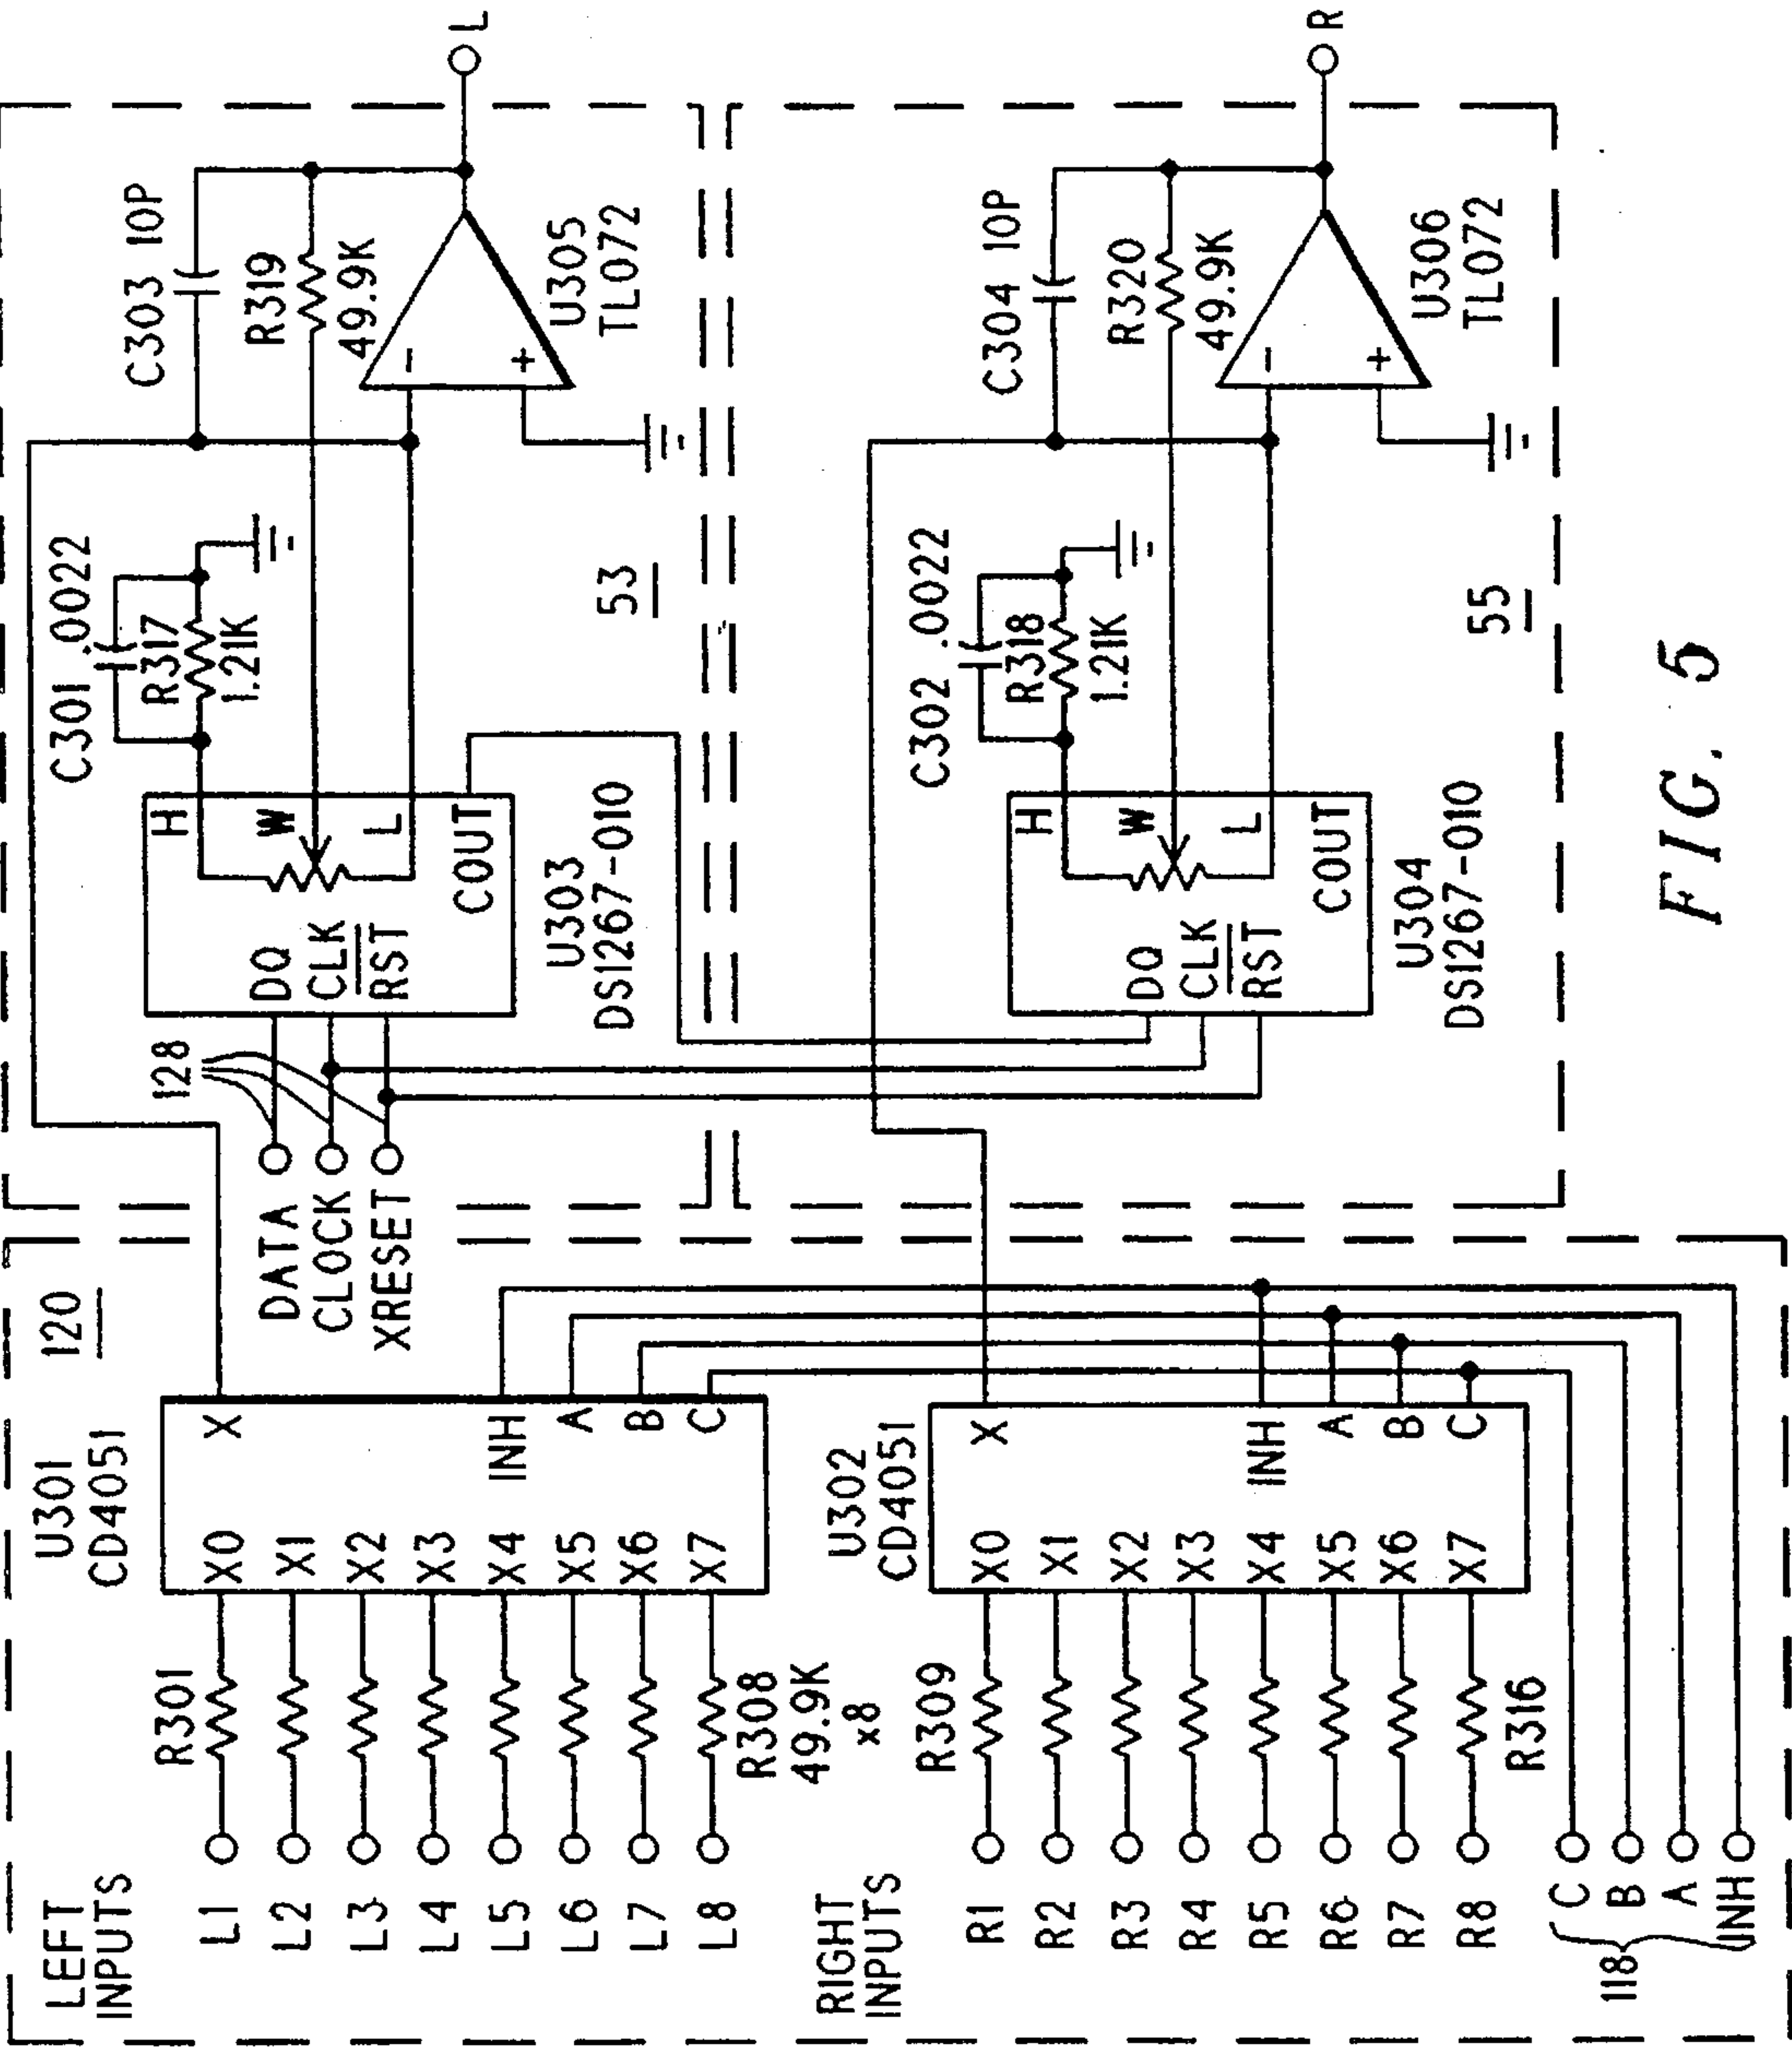 LEFT
INPUTS
L1
L2
L3
L4
L5
L6
L7
L8
R301
R308
49.9K
x8
U301
CD4051
X0
X1
X2
X3
X4
X5
X6
X7
X
INH
A
B
C
120
RIGHT
INPUTS
R1
R2
R3
R4
R5
R6
R7
R8
R309
R316
U302
CD4051
X0
X1
X2
X3
X4
X5
X6
X7
X
INH
A
B
C
118
C
B
A
INH
DATA
CLOCK
XRESET
128
DQ
CLK
RST
H
W
L
COUT
U303
DS1267-010
C301 .0022
R317
1.21K
53
C303 10P
R319
49.9K
-
+
U305
TL072
L
DQ
CLK
RST
H
W
L
COUT
U304
DS1267-010
C302 .0022
R318
1.21K
55
C304 10P
R320
49.9K
-
+
U306
TL072
R
FIG. 5